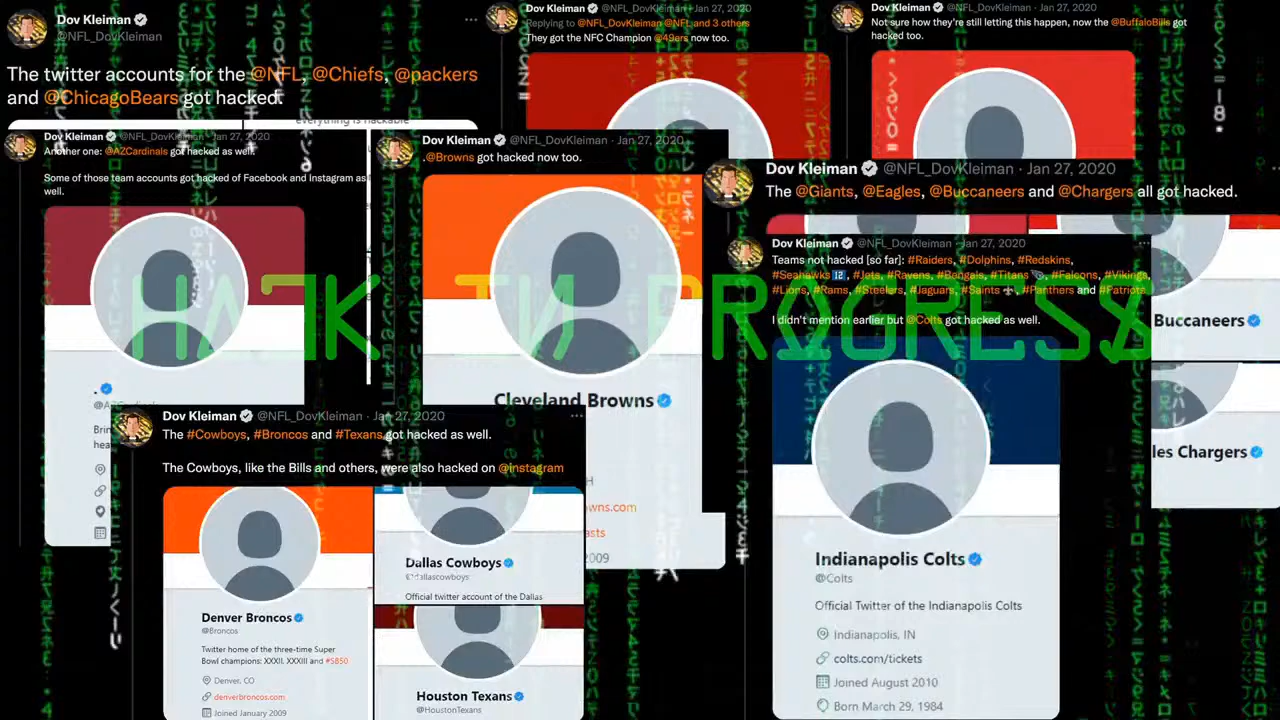 Dov Kleiman
@NFL_DovKleiman
The twitter accounts for the @NFL, @Chiefs, @packers
and @ChicagoBears got hacked.
everything is hackable
Dov Kleiman @NFL_DovKleiman · Jan 27, 2020
Replying to @NFL_DovKleiman @NFL and 3 others
They got the NFC Champion @49ers now too.
Dov Kleiman @NFL_DovKleiman · Jan 27, 2020
Not sure how they're still letting this happen, now the @BuffaloBills got
hacked too.
Dov Kleiman @NFL_DovKleiman · Jan 27, 2020
Another one: @AZCardinals got hacked as well.
Some of those team accounts got hacked of Facebook and Instagram as
well.
Dov Kleiman @NFL_DovKleiman · Jan 27, 2020
.@Browns got hacked now too.
Cleveland Browns
wns.com
asts
2009
Dov Kleiman @NFL_DovKleiman · Jan 27, 2020
The @Giants, @Eagles, @Buccaneers and @Chargers all got hacked.
Dov Kleiman @NFL_DovKleiman · Jan 27, 2020
Teams not hacked [so far]: #Raiders, #Dolphins, #Redskins,
#Seahawks, #Jets, #Ravens, #Bengals, #Titans, #Falcons, #Vikings,
#Lions, #Rams, #Steelers, #Jaguars, #Saints, #Panthers and #Patriots
I didn't mention earlier but @Colts got hacked as well.
HACK IN PROGRESS
Buccaneers
les Chargers
Dov Kleiman @NFL_DovKleiman · Jan 27, 2020
The #Cowboys, #Broncos and #Texans got hacked as well.
The Cowboys, like the Bills and others, were also hacked on @instagram
Denver Broncos
@Broncos
Twitter home of the three-time Super
Bowl champions: XXXII, XXXIII and #SB50
Denver, CO
denverbroncos.com
Joined January 2009
Dallas Cowboys
@dallascowboys
Official twitter account of the Dallas
Houston Texans
@HoustonTexans
Indianapolis Colts
@Colts
Official Twitter of the Indianapolis Colts
Indianapolis, IN
colts.com/tickets
Joined August 2010
Born March 29, 1984